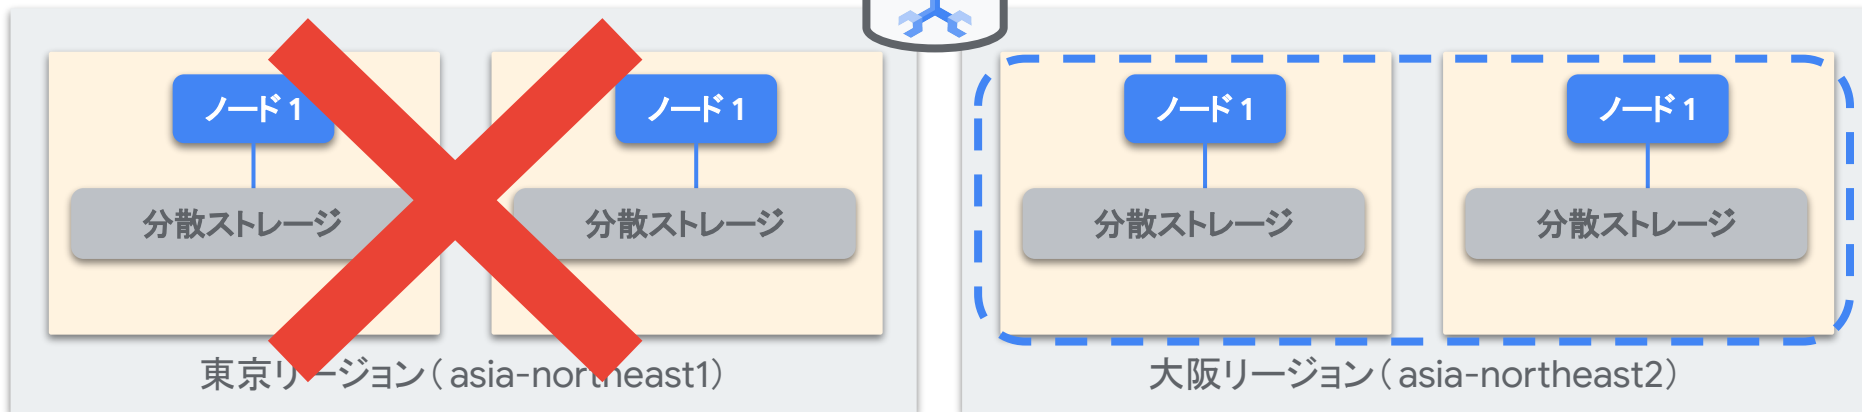 ノード 1
ノード 1
ノード 1
ノード 1
分散ストレージ
分散ストレージ
分散ストレージ
分散ストレージ
東京リージョン（asia-northeast1）
大阪リージョン（asia-northeast2）